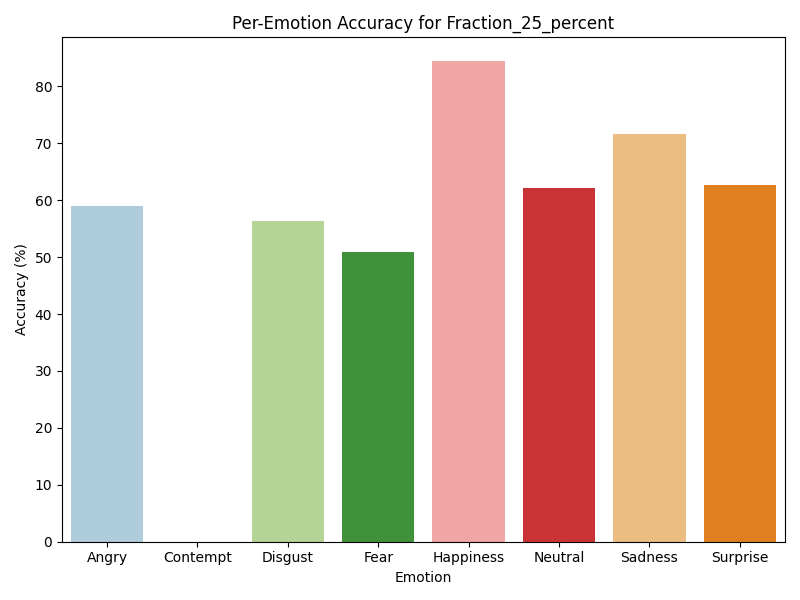 Per-Emotion Accuracy for Fraction_25_percent
Accuracy (%)
80
70
60
50
40
30
20
10
0
Angry Contempt Disgust Fear Happiness Neutral Sadness Surprise
Emotion